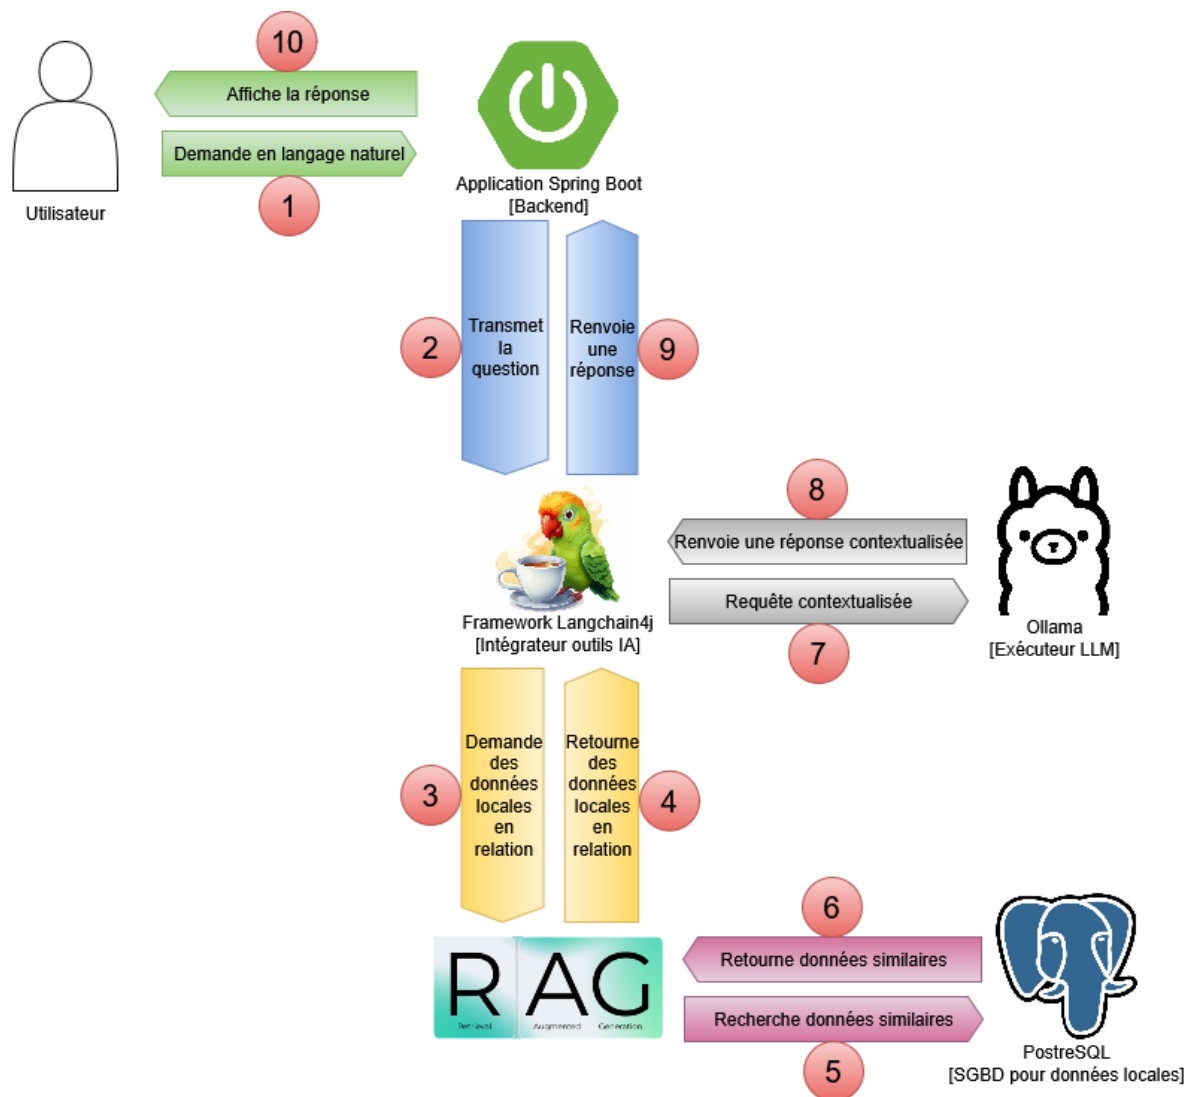 10
Affiche la réponse
Demande en langage naturel
1
Utilisateur
Application Spring Boot
[Backend]
2
Transmet
la
question
Renvoie
une
réponse
9
8
Renvoie une réponse contextualisée
Requête contextualisée
7
Ollama
[Exécuteur LLM]
Framework Langchain4j
[Intégrateur outils IA]
3
Demande
des
données
locales
en
relation
Retourne
des
données
locales
en
relation
4
6
Retourne données similaires
Recherche données similaires
5
RAG
Retrieval Augmented Generation
PostreSQL
[SGBD pour données locales]